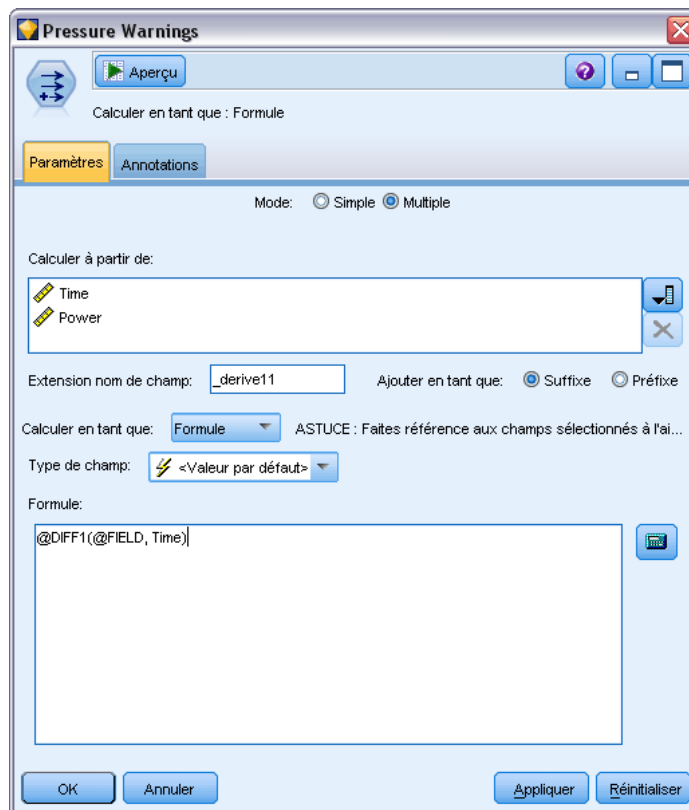 Pressure Warnings
Aperçu
Calculer en tant que : Formule
Paramètres Annotations
Mode: Simple Multiple
Calculer à partir de:
Time
Power
Extension nom de champ: _derive11 Ajouter en tant que: Suffixe Préfixe
Calculer en tant que: Formule ASTUCE : Faites référence aux champs sélectionnés à l'ai...
Type de champ: <Valeur par défaut>
Formule:
@DIFF1(@FIELD, Time)
OK Annuler Appliquer Réinitialiser